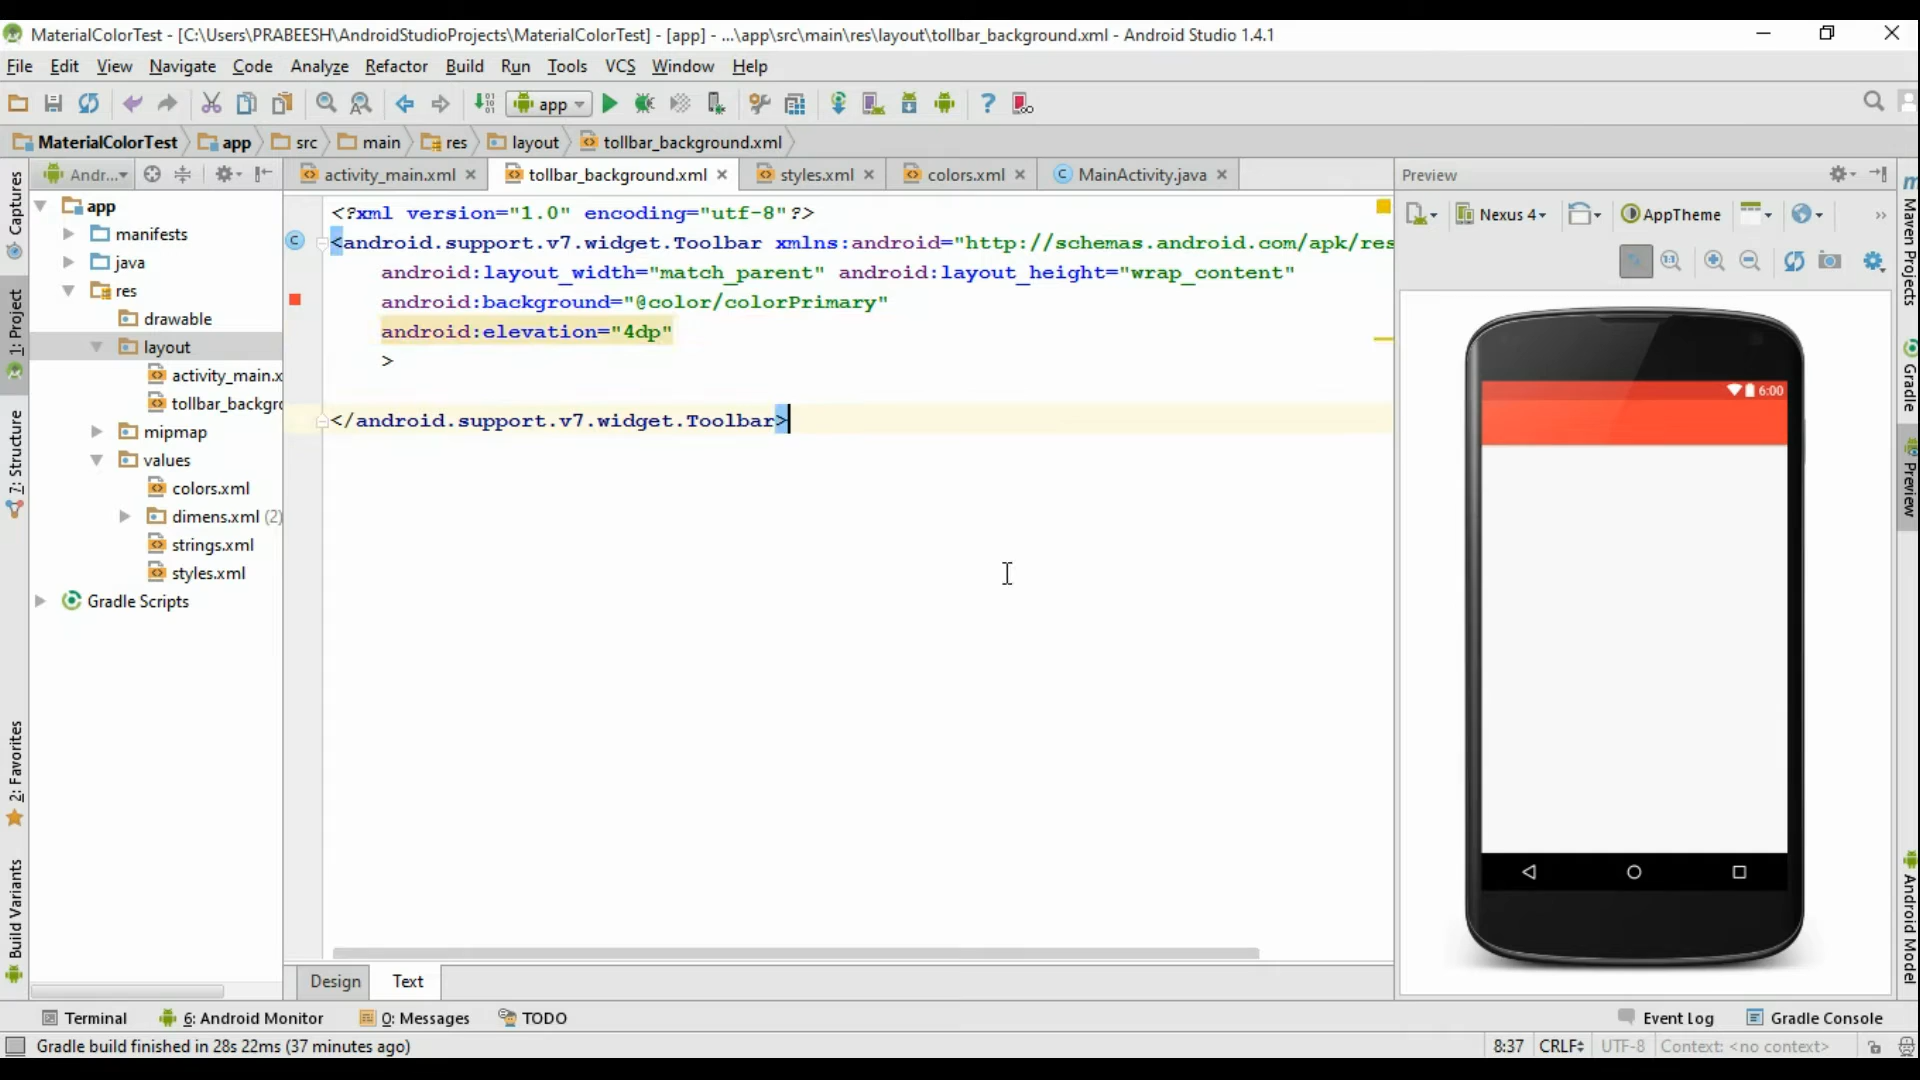 MaterialColorTest - [C:\Users\PRABEESH\AndroidStudioProjects\MaterialColorTest] - [app] - ...\app\src\main\res\layout\tollbar_background.xml - Android Studio 1.4.1
File Edit View Navigate Code Analyze Refactor Build Run Tools VCS Window Help
app
MaterialColorTest app src main res layout tollbar_background.xml
Andr...
activity_main.xml tollbar_background.xml styles.xml colors.xml MainActivity.java
Preview
Captures
1: Project
7: Structure
2: Favorites
Build Variants
app
manifests
java
res
drawable
layout
activity_main.x
tollbar_backgr
mipmap
values
colors.xml
dimens.xml (2)
strings.xml
styles.xml
Gradle Scripts
<?xml version="1.0" encoding="utf-8"?>
<android.support.v7.widget.Toolbar xmlns:android="http://schemas.android.com/apk/res
android:layout_width="match_parent" android:layout_height="wrap_content"
android:background="@color/colorPrimary"
android:elevation="4dp"
>
</android.support.v7.widget.Toolbar>
Design Text
Nexus 4 AppTheme
1:1
6:00
Maven Projects
Gradle
Preview
Android Model
Terminal 6: Android Monitor 0: Messages TODO Event Log Gradle Console
Gradle build finished in 28s 22ms (37 minutes ago) 8:37 CRLF UTF-8 Context: <no context>